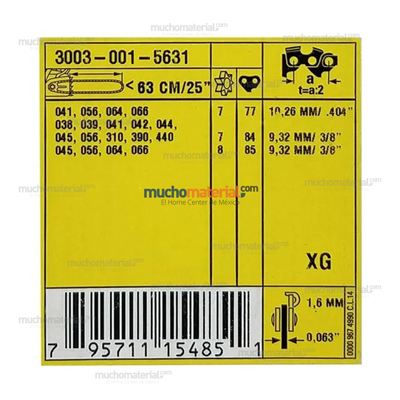 muchomaterial.com
3003-001-5631
< 63 CM/25"
a
t=a:2
041, 056, 064, 066 7 77 10,26 MM/ .404"
038, 039, 041, 042, 044,
045, 056, 310, 390, 440 7 84 9,32 MM/ 3/8"
045, 056, 064, 066 8 85 9,32 MM/ 3/8"
muchomaterial.com
El Home Center de México
XG
1,6 MM
0,063"
0000 967 4990 C.L.14
7 95711 15485 1
muchomaterial.com